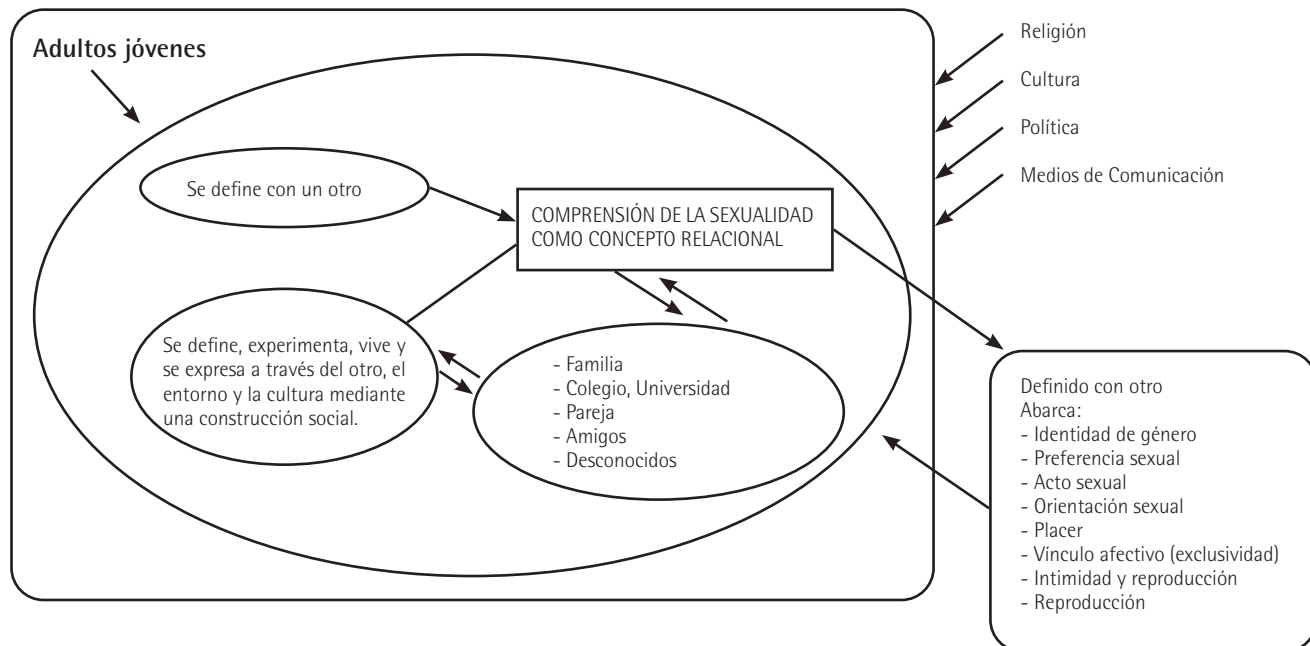 Adultos jóvenes
Religión
Cultura
Política
Medios de Comunicación
Se define con un otro
COMPRENSIÓN DE LA SEXUALIDAD
COMO CONCEPTO RELACIONAL
Se define, experimenta, vive y
se expresa a través del otro, el
entorno y la cultura mediante
una construcción social.
- Familia
- Colegio, Universidad
- Pareja
- Amigos
- Desconocidos
Definido con otro
Abarca:
- Identidad de género
- Preferencia sexual
- Acto sexual
- Orientación sexual
- Placer
- Vínculo afectivo (exclusividad)
- Intimidad y reproducción
- Reproducción